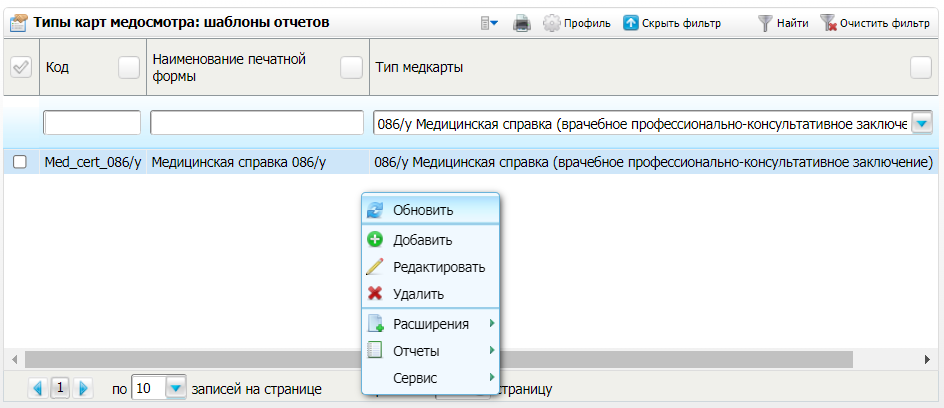 Типы карт медосмотра: шаблоны отчетов
Профиль
Скрыть фильтр
Найти
Очистить фильтр
Код
Наименование печатной
формы
Тип медкарты
086/у Медицинская справка (врачебное профессионально-консультативное заключе
Med_cert_086/y Медицинская справка 086/у 086/у Медицинская справка (врачебное профессионально-консультативное заключение)
Обновить
Добавить
Редактировать
Удалить
Расширения
Отчеты
Сервис
1 по 10 записей на странице страницу